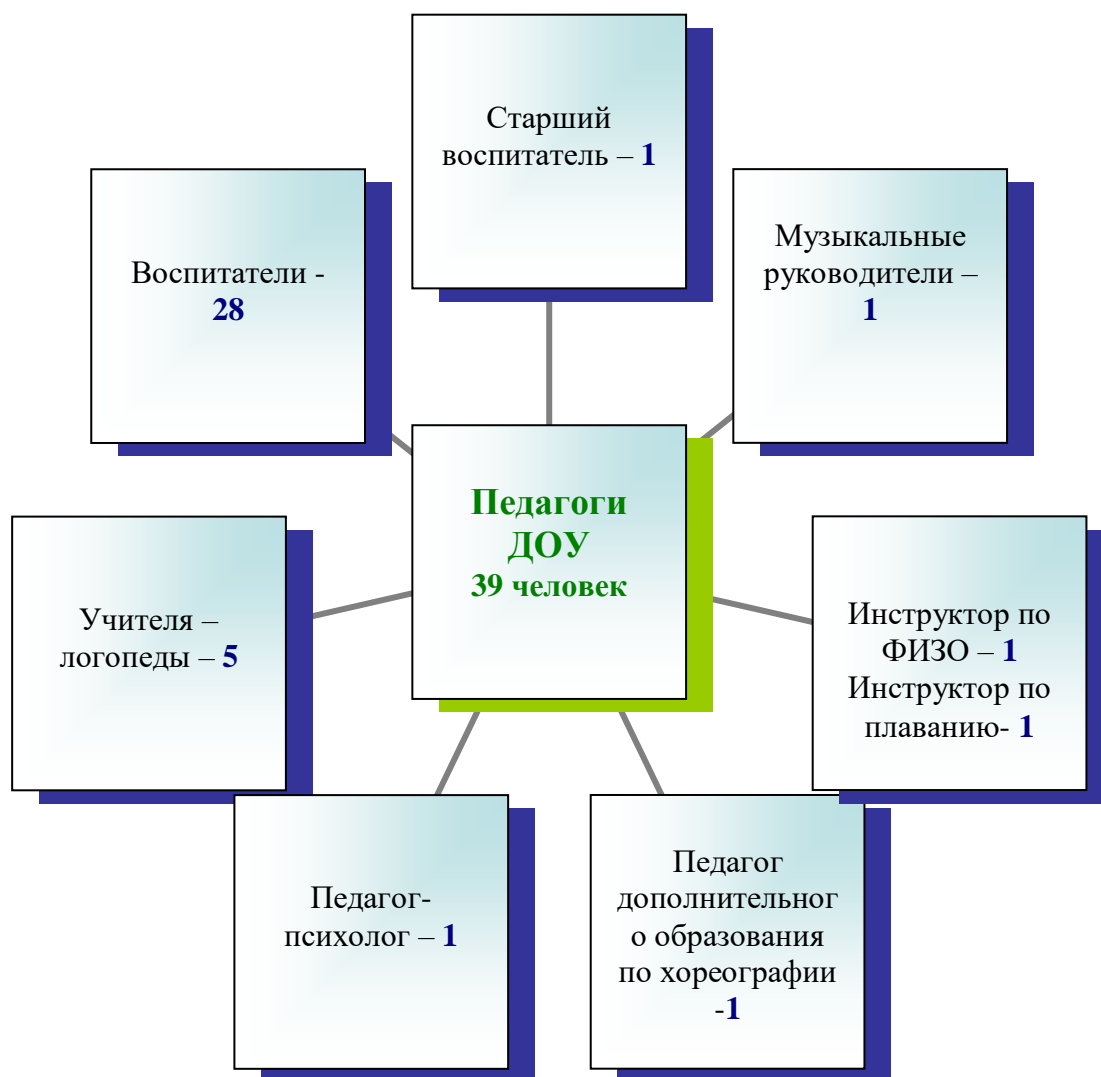 Старший
воспитатель – 1
Воспитатели -
28
Музыкальные
руководители –
1
Педагоги
ДОУ
39 человек
Учителя –
логопеды – 5
Инструктор по
ФИЗО – 1
Инструктор по
плаванию- 1
Педагог-
психолог – 1
Педагог
дополнительног
о образования
по хореографии
-1